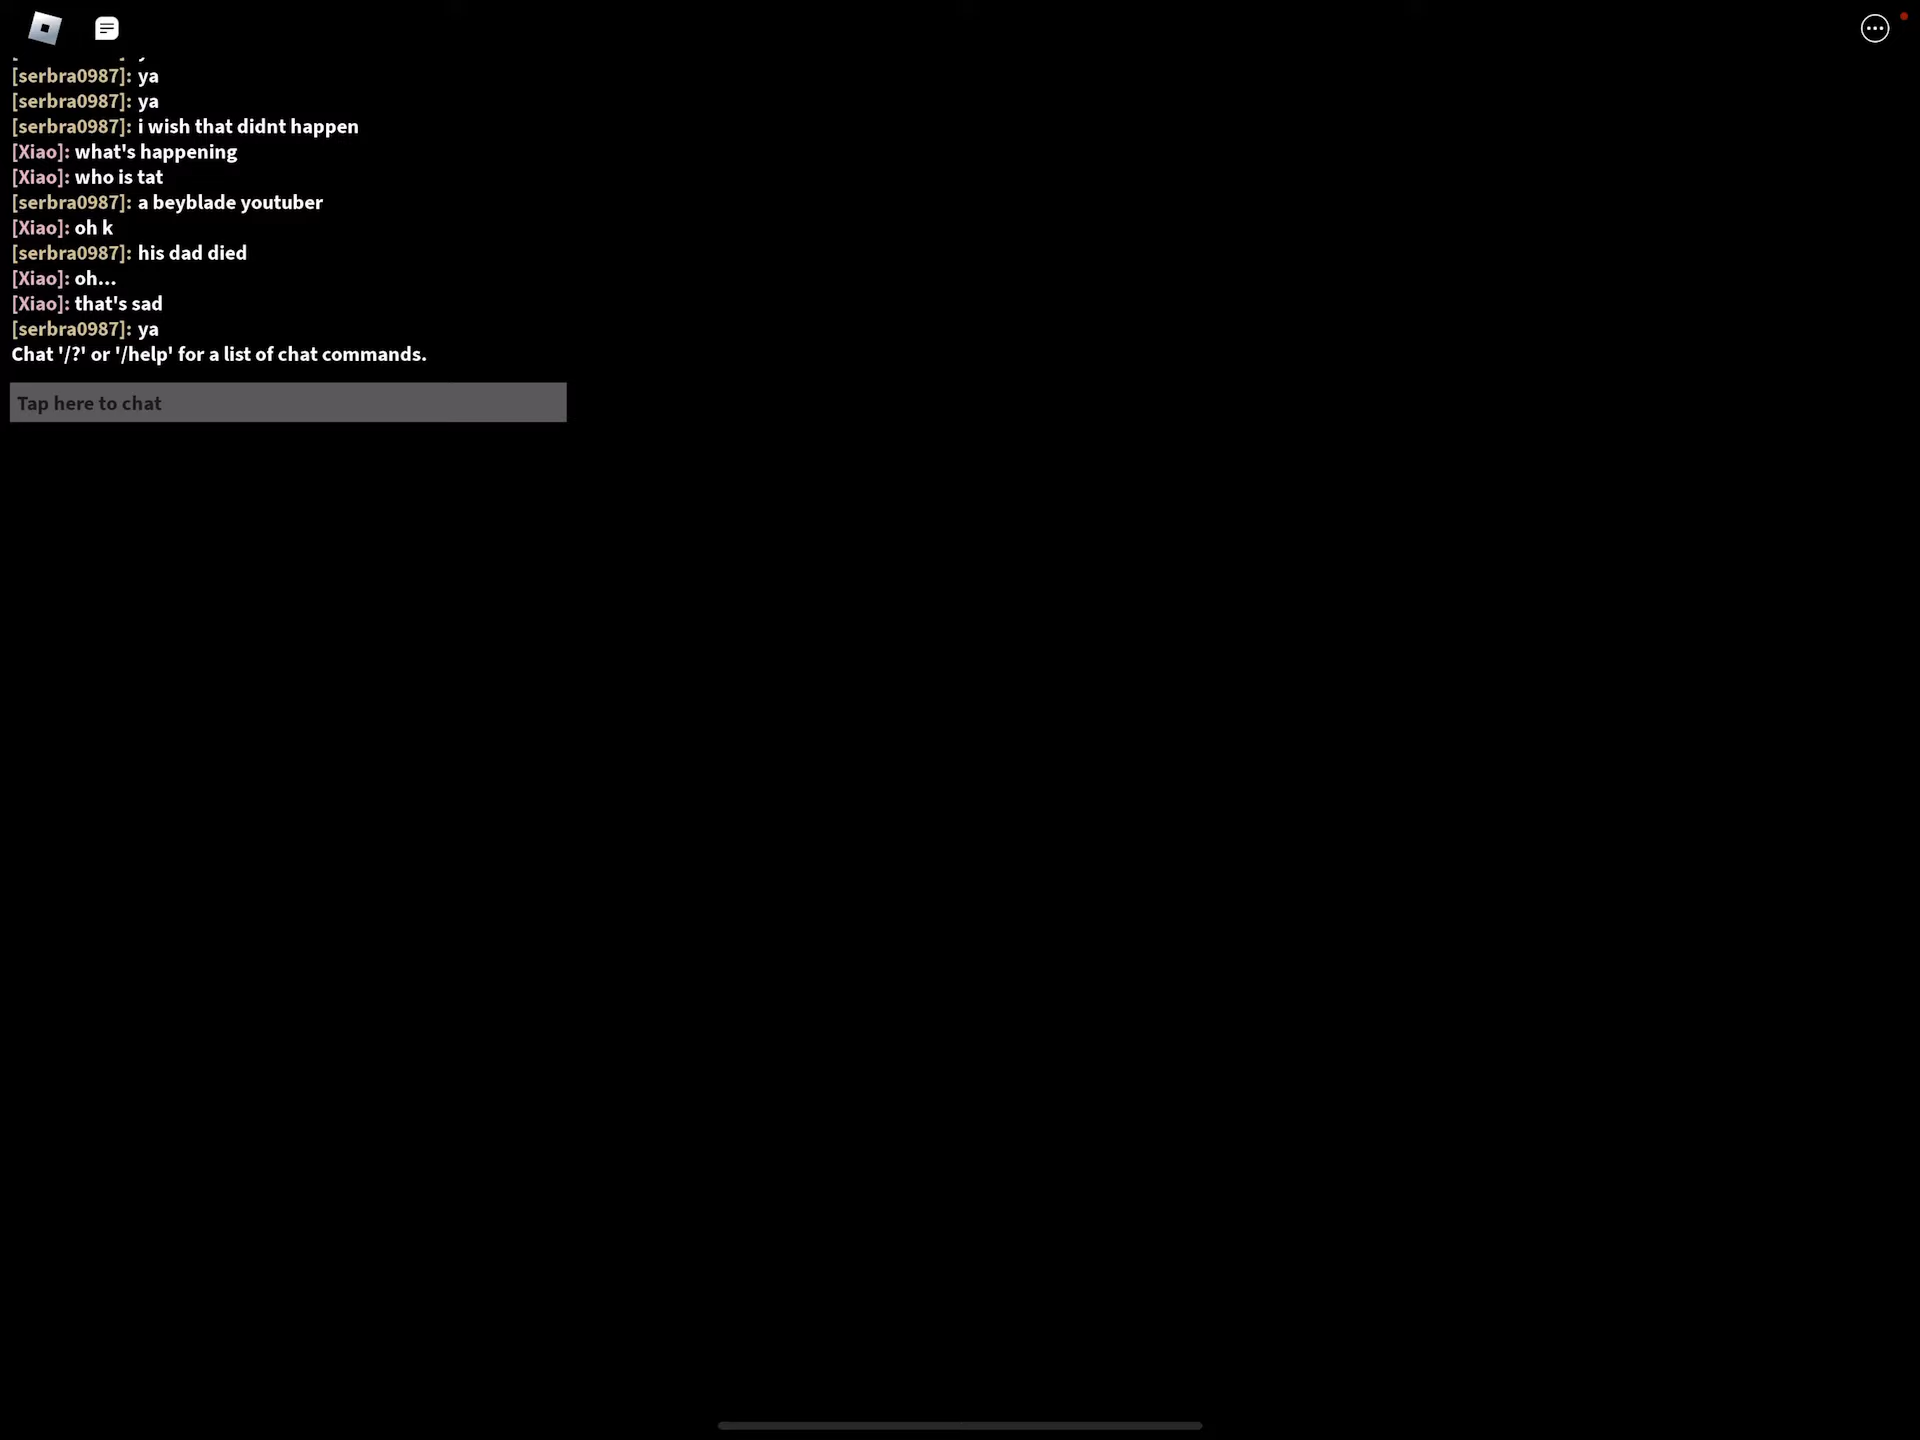 [serbra0987]: ya
[serbra0987]: ya
[serbra0987]: i wish that didnt happen
[Xiao]: what's happening
[Xiao]: who is tat
[serbra0987]: a beyblade youtuber
[Xiao]: oh k
[serbra0987]: his dad died
[Xiao]: oh...
[Xiao]: that's sad
[serbra0987]: ya
Chat '/?' or '/help' for a list of chat commands.
Tap here to chat